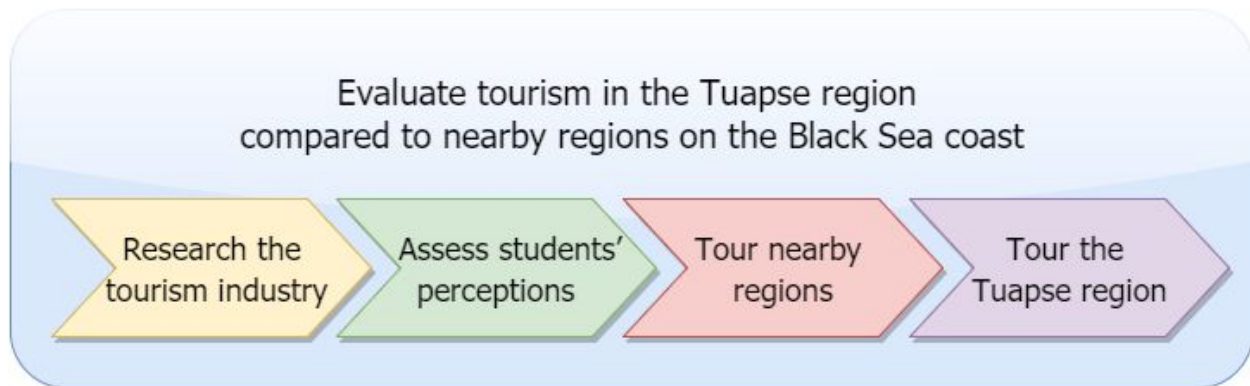 Evaluate tourism in the Tuapse region
compared to nearby regions on the Black Sea coast
Research the
tourism industry
Assess students’
perceptions
Tour nearby
regions
Tour the
Tuapse region